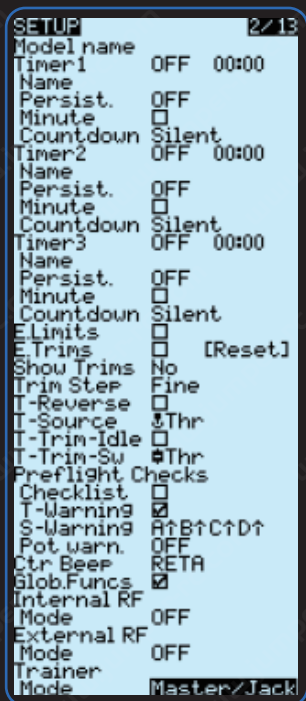 SETUP 2/13
Model name
Timer1 OFF 00:00
Name
Persist. OFF
Minute
Countdown Silent
Timer2 OFF 00:00
Name
Persist. OFF
Minute
Countdown Silent
Timer3 OFF 00:00
Name
Persist. OFF
Minute
Countdown Silent
E.Limits
E.Trims [Reset]
Show Trims No
Trim Step Fine
T-Reverse
T-Source Thr
T-Trim-Idle
T-Trim-Sw Thr
Preflight Checks
Checklist
T-Warning
S-Warning A↑B↑C↑D↑
Pot warn. OFF
Ctr Beep RETA
Glob.Funcs
Internal RF
Mode OFF
External RF
Mode OFF
Trainer
Mode Master/Jack